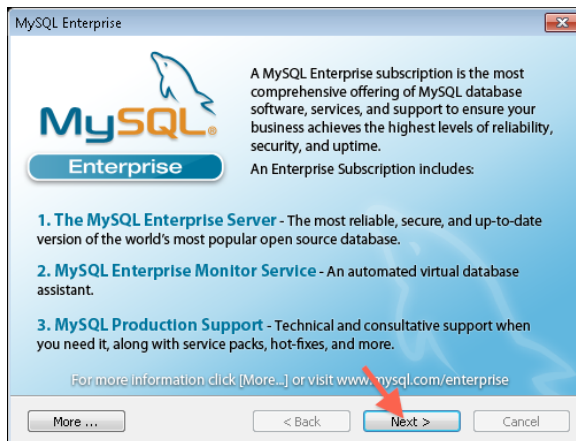 MySQL Enterprise
MySQL®
Enterprise
A MySQL Enterprise subscription is the most
comprehensive offering of MySQL database
software, services, and support to ensure your
business achieves the highest levels of reliability,
security, and uptime.
An Enterprise Subscription includes:
1. The MySQL Enterprise Server - The most reliable, secure, and up-to-date
version of the world's most popular open source database.
2. MySQL Enterprise Monitor Service - An automated virtual database
assistant.
3. MySQL Production Support - Technical and consultative support when
you need it, along with service packs, hot-fixes, and more.
For more information click [More...] or visit www.mysql.com/enterprise
More ...
< Back
Next >
Cancel